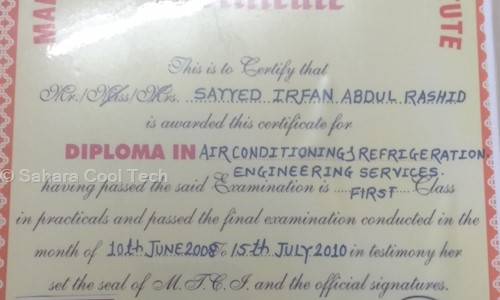 This is to Certify that
Mr./Miss/Mrs. SAYYED IRFAN ABDUL RASHID
is awarded this certificate for
DIPLOMA IN AIR CONDITIONING & REFRIGERATION
ENGINEERING SERVICES.
having passed the said Examination is FIRST Class
in practicals and passed the final examination conducted in the
month of 10th JUNE 2008 To 15th JULY 2010 in testimony her
set the seal of M.T.C.I. and the official signatures.
© Sahara Cool Tech